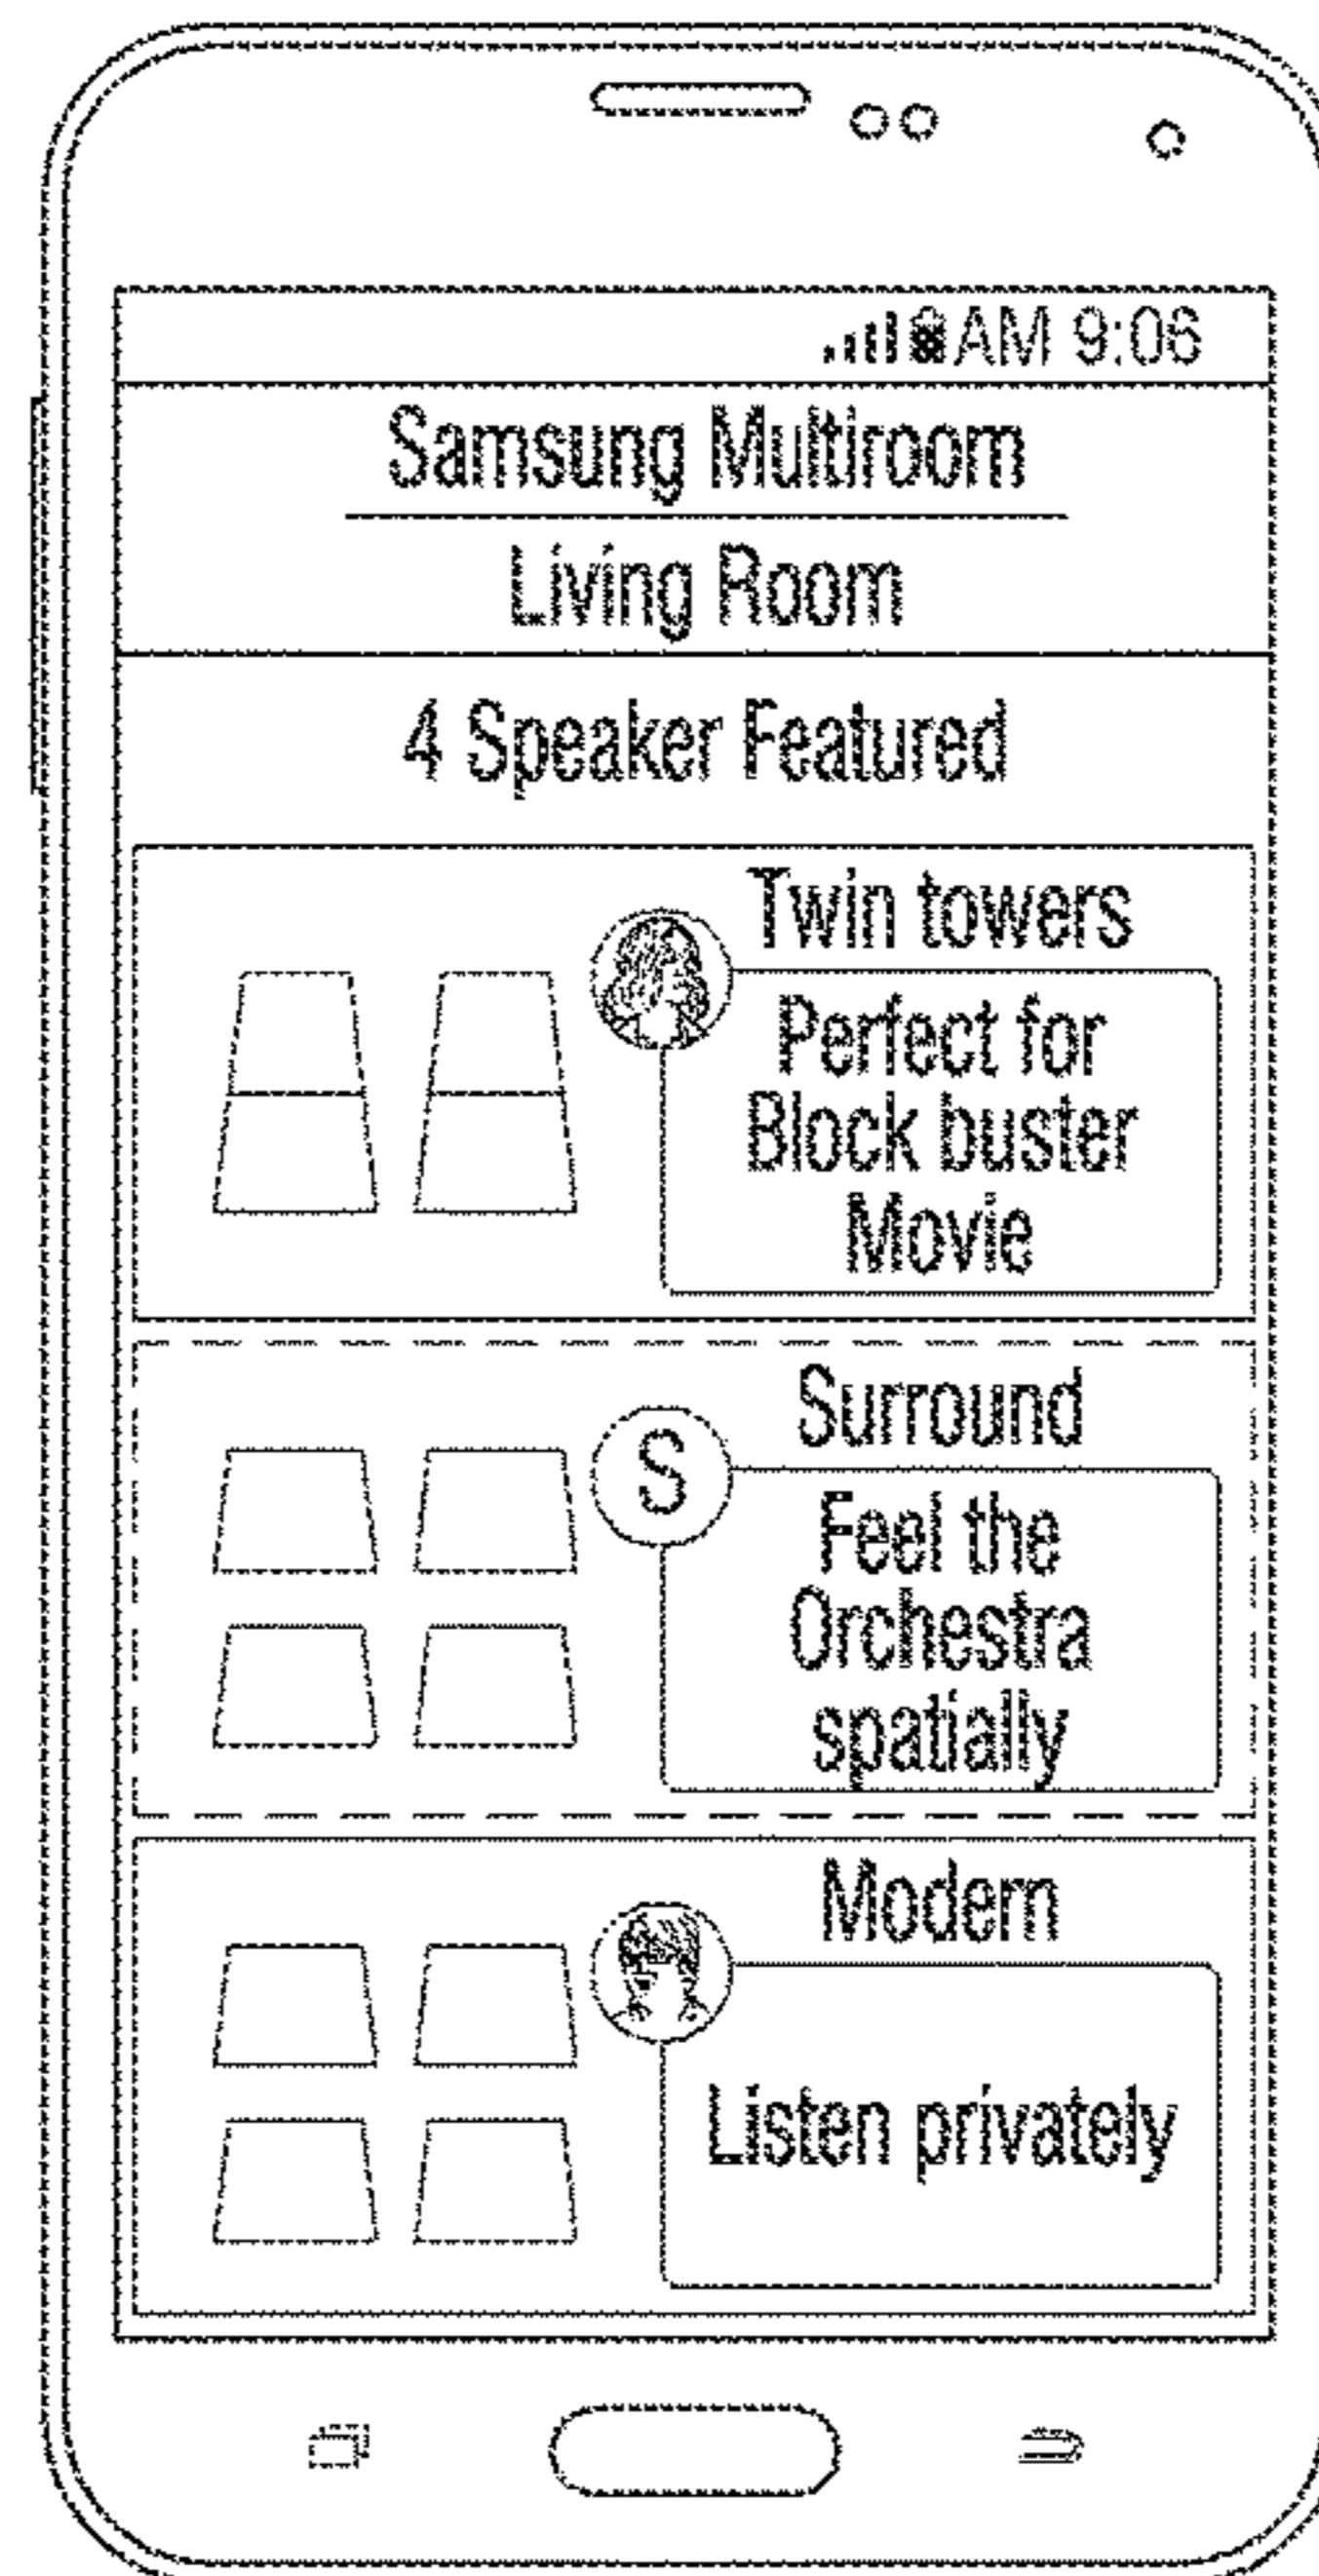 AM 9:06
Samsung Multiroom
Living Room
4 Speaker Featured
Twin towers
Perfect for
Block buster
Movie
S
Surround
Feel the
Orchestra
spatially
Modern
Listen privately